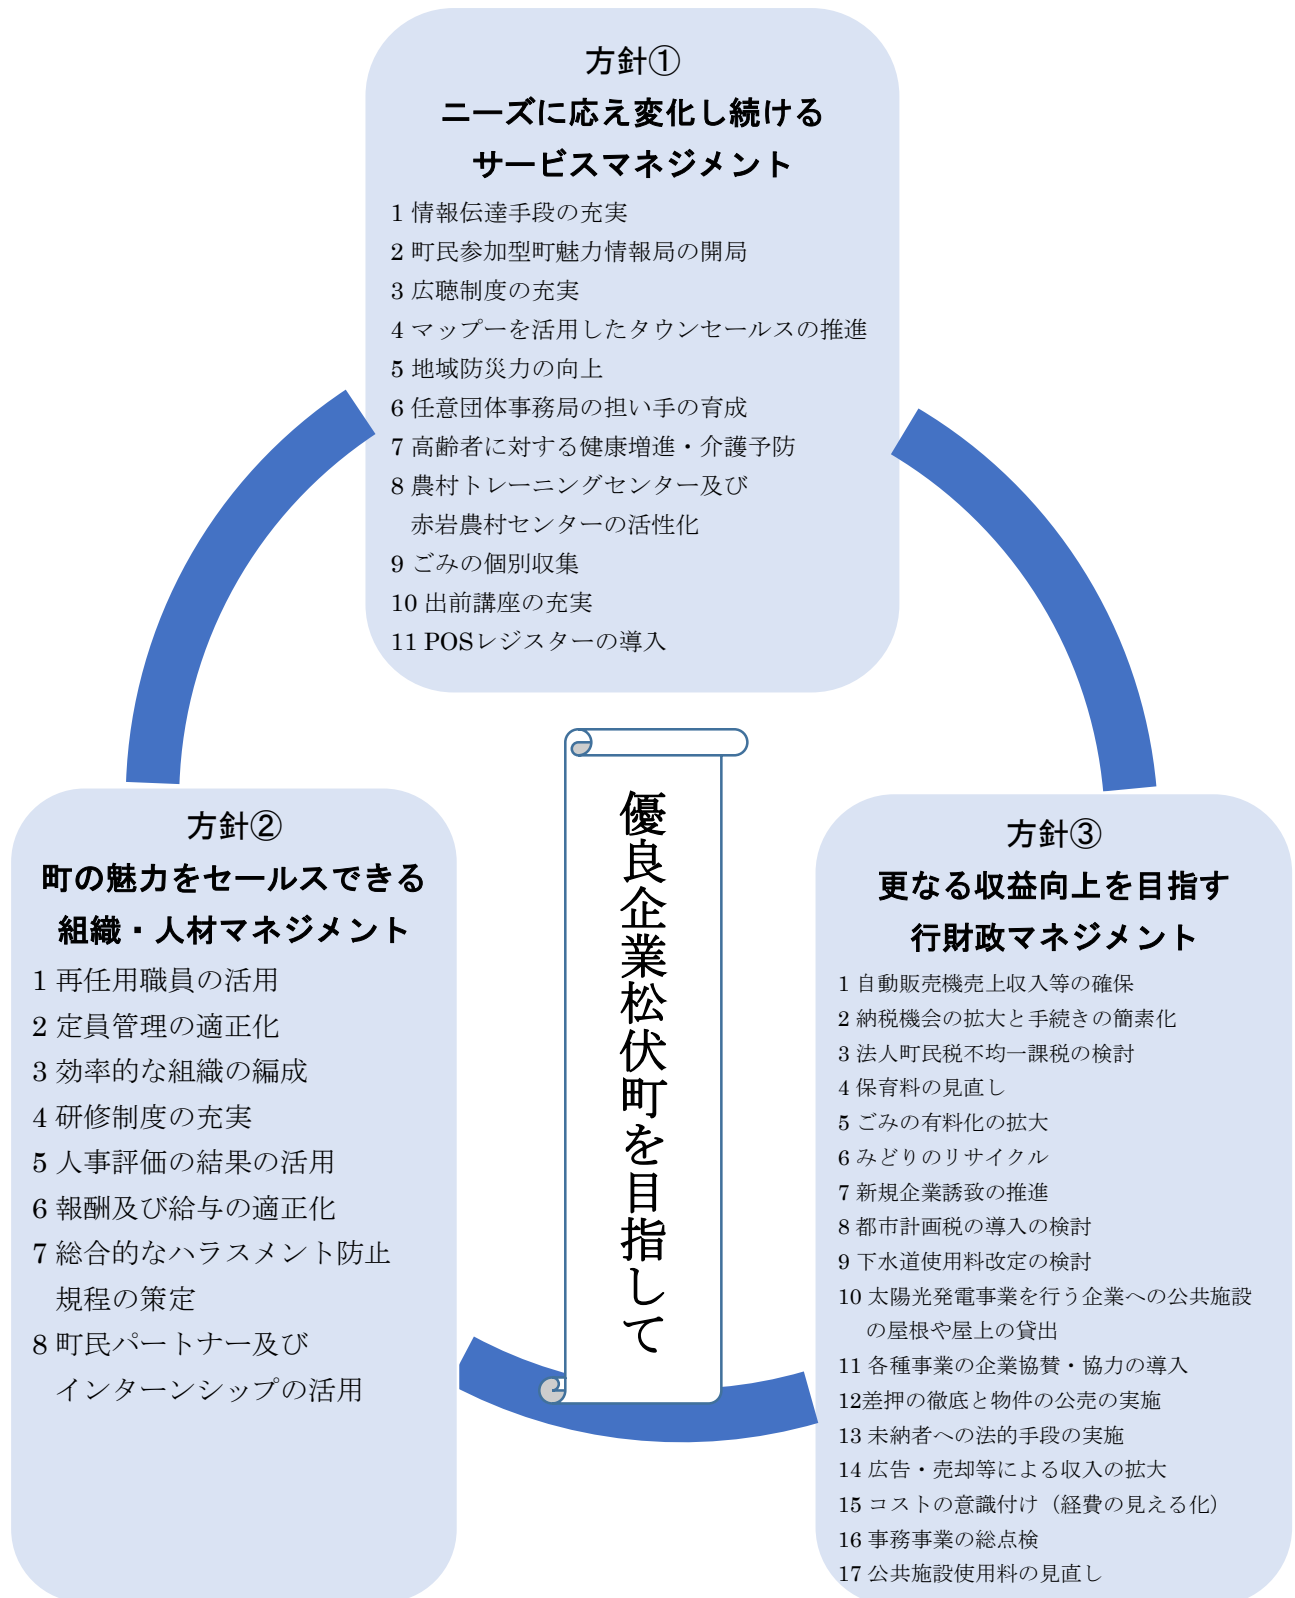 方針①
ニーズに応え変化し続ける
サービスマネジメント
1 情報伝達手段の充実
2 町民参加型町魅力情報局の開局
3 広聴制度の充実
4 マップーを活用したタウンセールスの推進
5 地域防災力の向上
6 任意団体事務局の担い手の育成
7 高齢者に対する健康増進・介護予防
8 農村トレーニングセンター及び
赤岩農村センターの活性化
9 ごみの個別収集
10 出前講座の充実
11 POSレジスターの導入
優良企業松伏町を目指して
方針②
町の魅力をセールスできる
組織・人材マネジメント
1 再任用職員の活用
2 定員管理の適正化
3 効率的な組織の編成
4 研修制度の充実
5 人事評価の結果の活用
6 報酬及び給与の適正化
7 総合的なハラスメント防止
規程の策定
8 町民パートナー及び
インターンシップの活用
方針③
更なる収益向上を目指す
行財政マネジメント
1 自動販売機売上収入等の確保
2 納税機会の拡大と手続きの簡素化
3 法人町民税不均一課税の検討
4 保育料の見直し
5 ごみの有料化の拡大
6 みどりのリサイクル
7 新規企業誘致の推進
8 都市計画税の導入の検討
9 下水道使用料改定の検討
10 太陽光発電事業を行う企業への公共施設
の屋根や屋上の貸出
11 各種事業の企業協賛・協力の導入
12差押の徹底と物件の公売の実施
13 未納者への法的手段の実施
14 広告・売却等による収入の拡大
15 コストの意識付け（経費の見える化）
16 事務事業の総点検
17 公共施設使用料の見直し